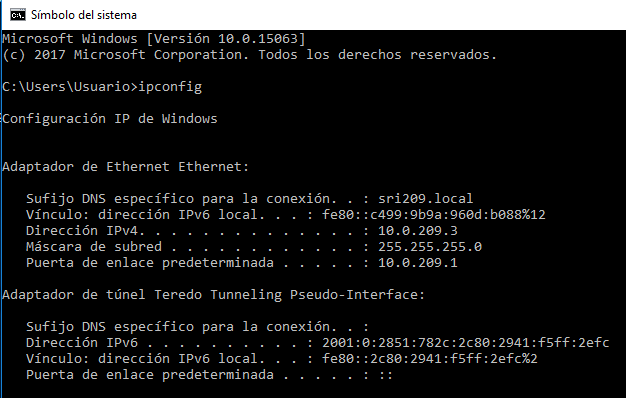 Símbolo del sistema
Microsoft Windows [Versión 10.0.15063]
(c) 2017 Microsoft Corporation. Todos los derechos reservados.
C:\Users\Usuario>ipconfig
Configuración IP de Windows
Adaptador de Ethernet Ethernet:
Sufijo DNS específico para la conexión. . : sri209.local
Vínculo: dirección IPv6 local. . . : fe80::c499:9b9a:960d:b088%12
Dirección IPv4. . . . . . . . . . . . . . : 10.0.209.3
Máscara de subred . . . . . . . . . . . . : 255.255.255.0
Puerta de enlace predeterminada . . . . . : 10.0.209.1
Adaptador de túnel Teredo Tunneling Pseudo-Interface:
Sufijo DNS específico para la conexión. . :
Dirección IPv6 . . . . . . . . . . : 2001:0:2851:782c:2c80:2941:f5ff:2efc
Vínculo: dirección IPv6 local. . . : fe80::2c80:2941:f5ff:2efc%2
Puerta de enlace predeterminada . . . . . : ::